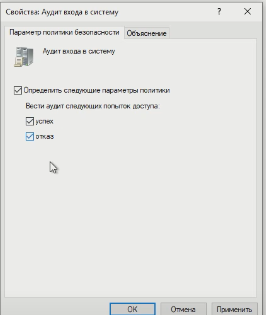 Свойства: Аудит входа в систему
Параметр политики безопасности Объяснение
Аудит входа в систему
Определить следующие параметры политики
Вести аудит следующих попыток доступа:
успех
отказ
ОК Отмена Применить